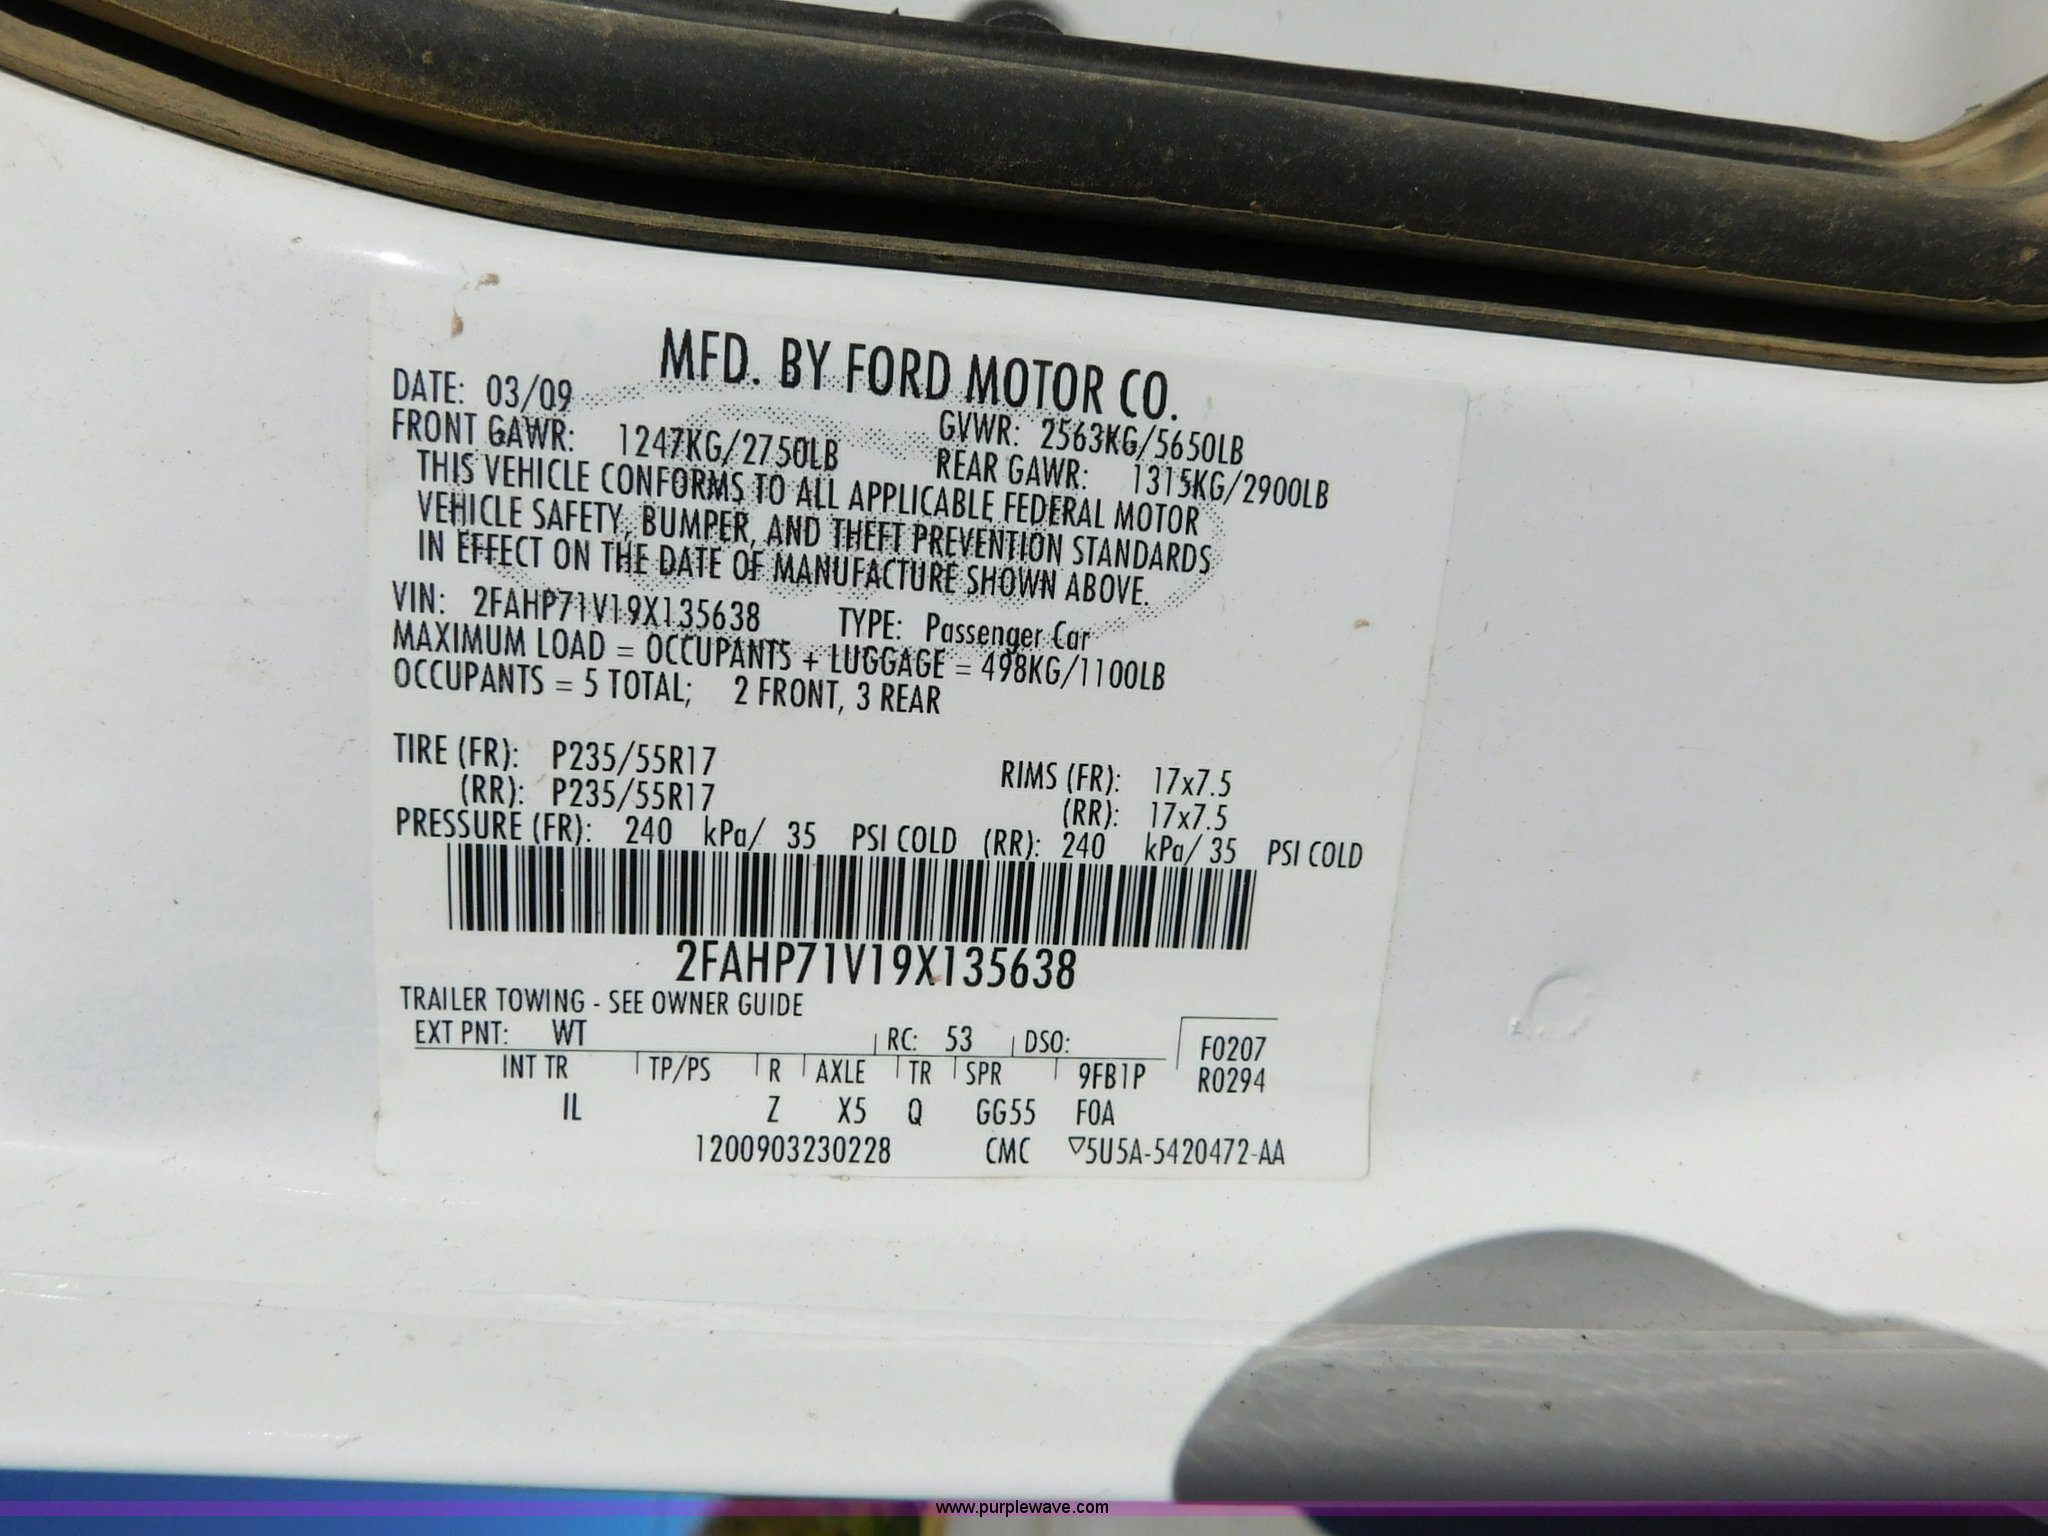 MFD. BY FORD MOTOR CO.
DATE: 03/09 GVWR: 2563KG/5650LB
FRONT GAWR: 1247KG/2750LB REAR GAWR: 1315KG/2900LB
THIS VEHICLE CONFORMS TO ALL APPLICABLE FEDERAL MOTOR
VEHICLE SAFETY, BUMPER, AND THEFT PREVENTION STANDARDS
IN EFFECT ON THE DATE OF MANUFACTURE SHOWN ABOVE.
VIN: 2FAHP71V19X135638 TYPE: Passenger Car
MAXIMUM LOAD = OCCUPANTS + LUGGAGE = 498KG/1100LB
OCCUPANTS = 5 TOTAL; 2 FRONT, 3 REAR
TIRE (FR): P235/55R17 RIMS (FR): 17x7.5
(RR): P235/55R17 (RR): 17x7.5
PRESSURE (FR): 240 kPa/ 35 PSI COLD (RR): 240 kPa/ 35 PSI COLD
2FAHP71V19X135638
TRAILER TOWING - SEE OWNER GUIDE
EXT PNT: WT RC: 53 DSO: F0207
INT TR TP/PS R AXLE TR SPR 9FB1P R0294
IL Z X5 Q GG55 F0A
1200903230228 CMC ▽5U5A-5420472-AA
www.purplewave.com